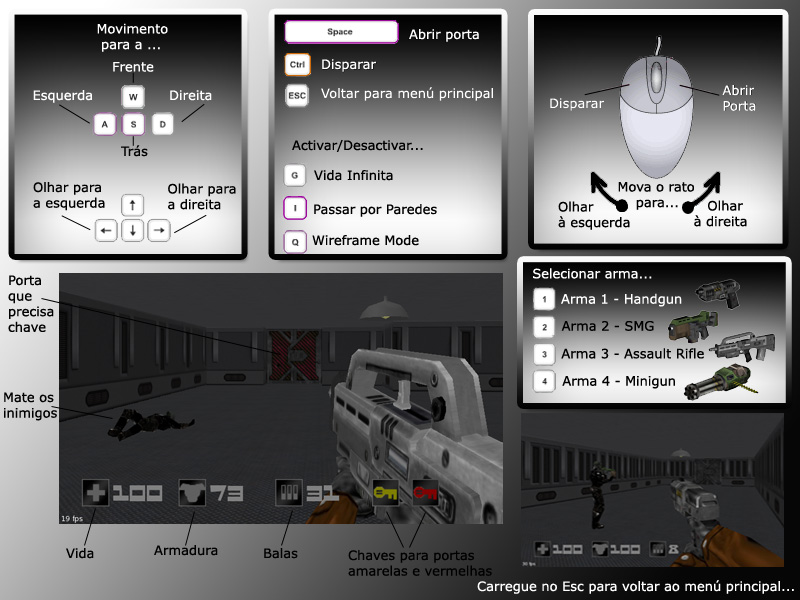 Movimento
para a ...
Frente
Esquerda
Direita
W
A
S
D
Trás
Olhar para
a esquerda
Olhar para
a direita
Space
Abrir porta
Ctrl
Disparar
ESC
Voltar para menú principal
Activar/Desactivar...
G
Vida Infinita
I
Passar por Paredes
Q
Wireframe Mode
Disparar
Abrir
Porta
Mova o rato
para...
Olhar
à esquerda
Olhar
à direita
Selecionar arma...
1
Arma 1 - Handgun
2
Arma 2 - SMG
3
Arma 3 - Assault Rifle
4
Arma 4 - Minigun
Porta
que
precisa
chave
Mate os
inimigos
100
73
31
19 fps
Vida
Armadura
Balas
Chaves para portas
amarelas e vermelhas
100
100
8
Carregue no Esc para voltar ao menú principal...